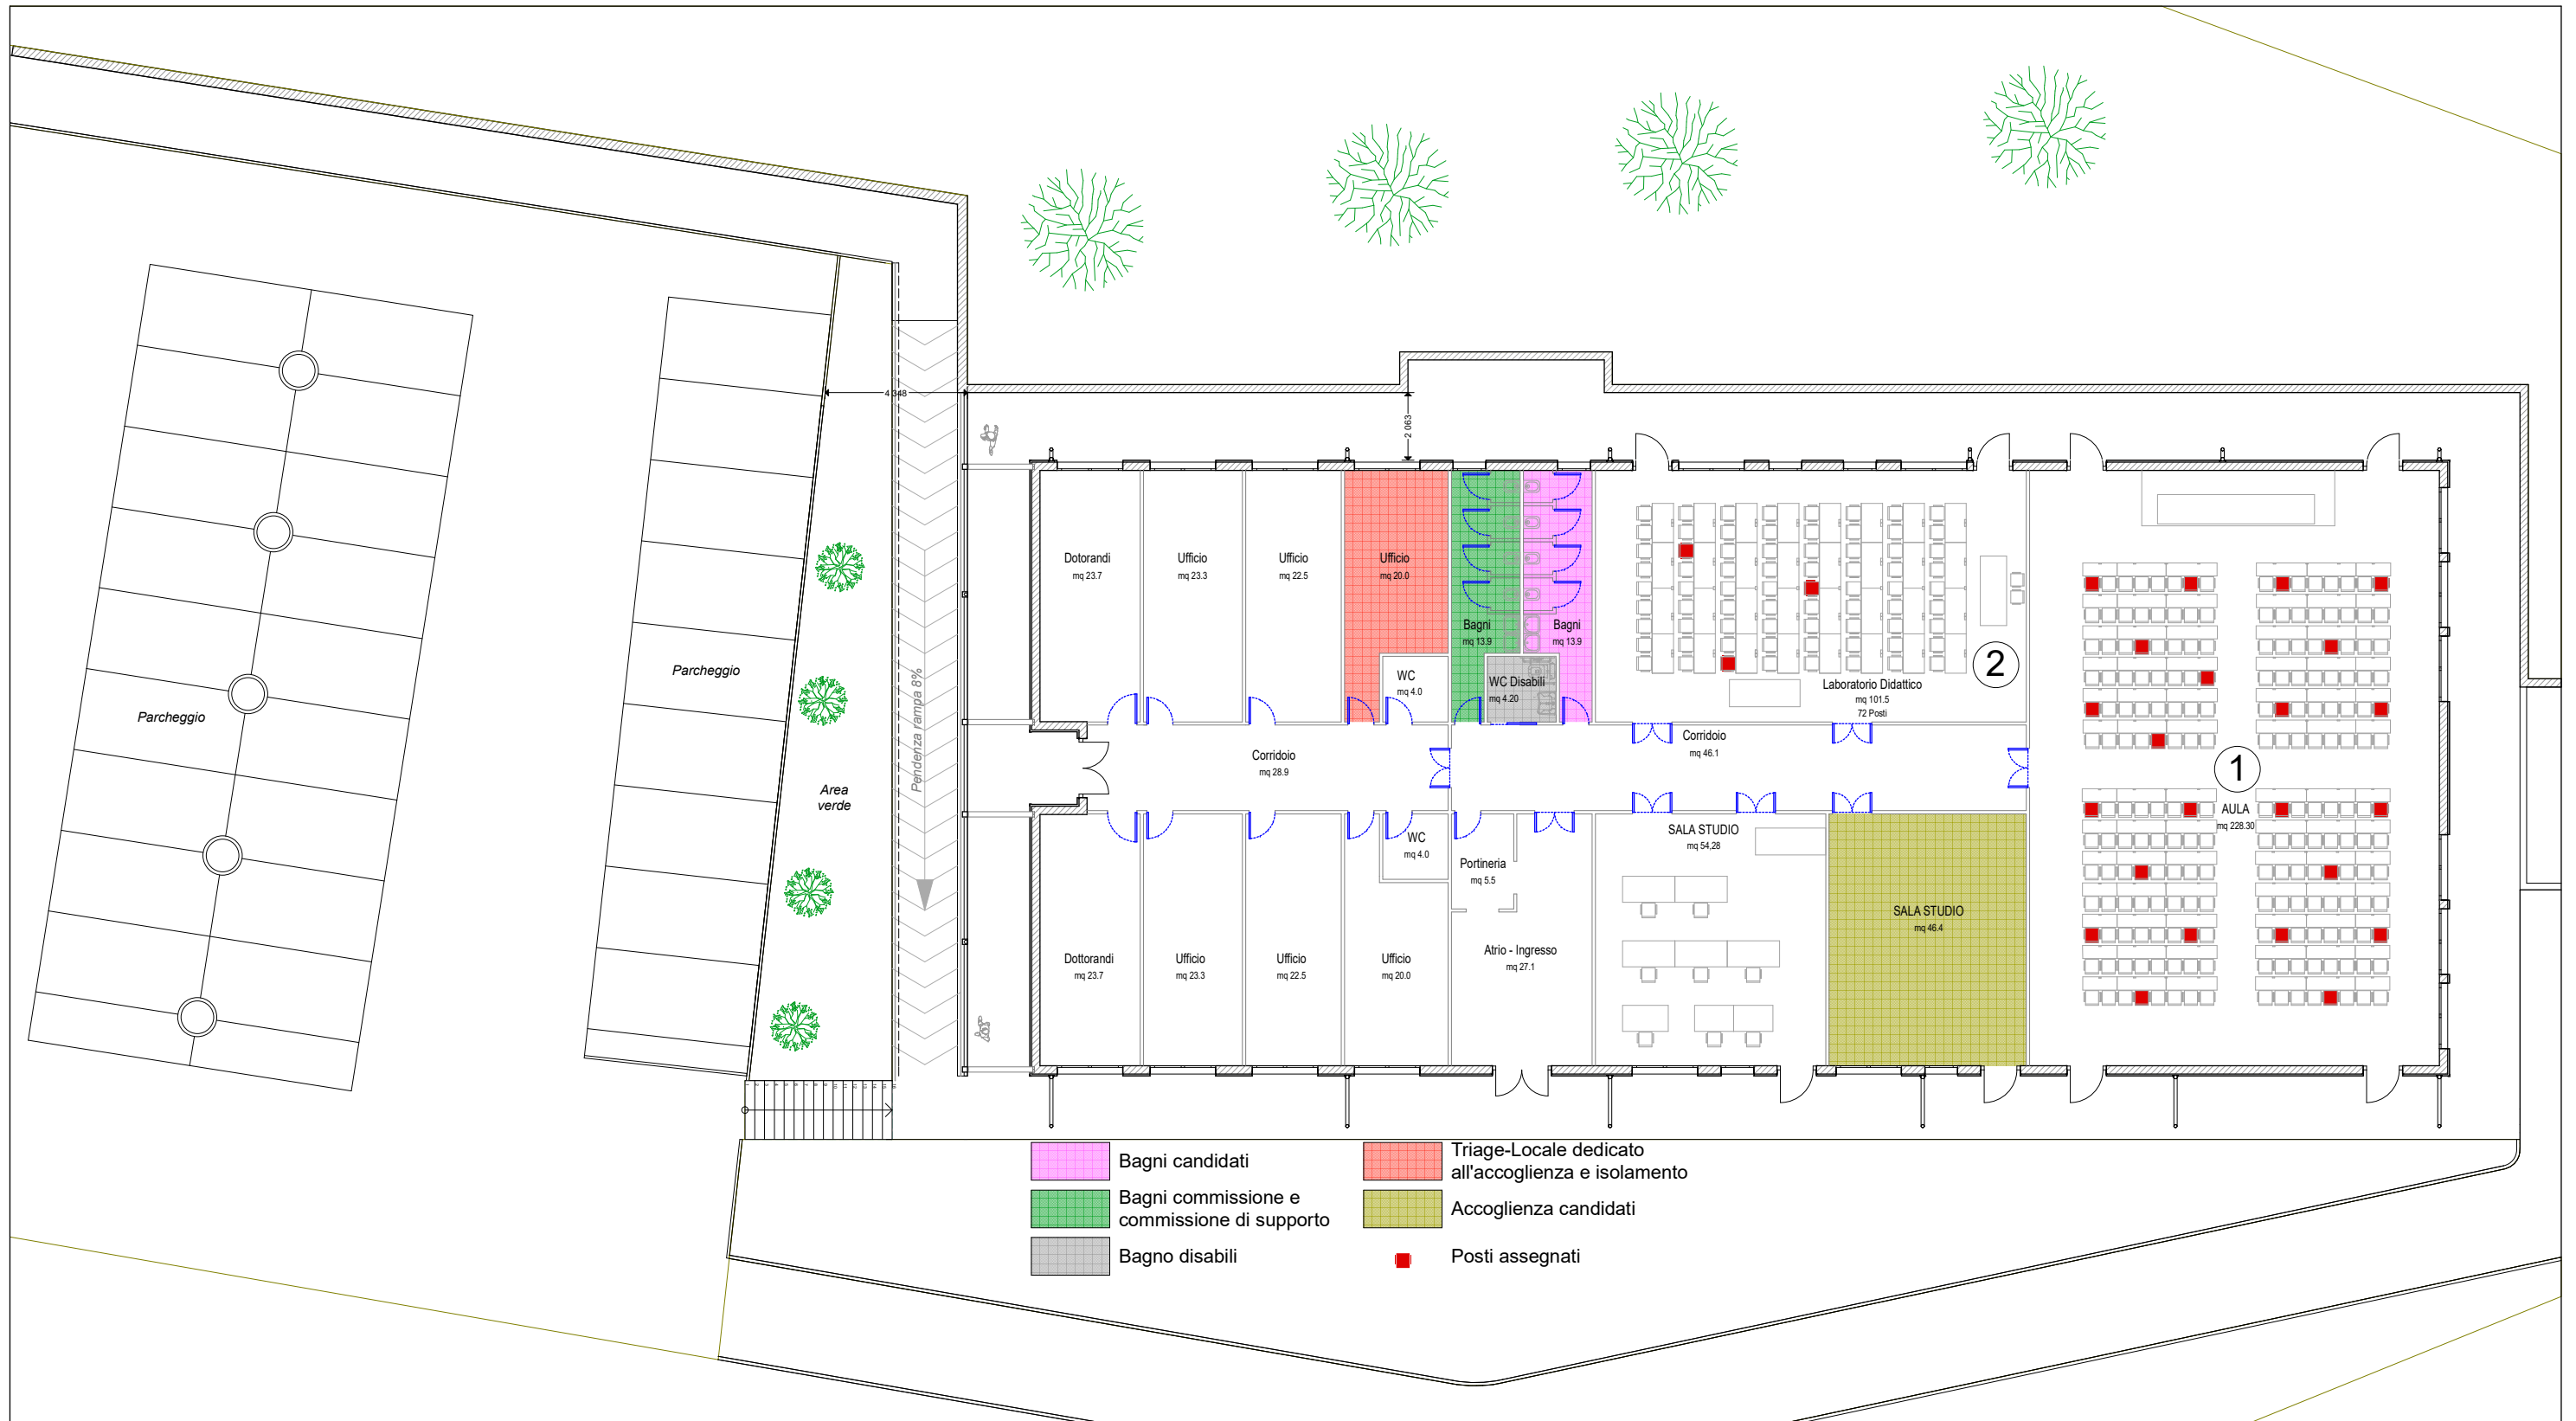 4 348
2 063
Dotorandi
mq 23.7
Ufficio
mq 23.3
Ufficio
mq 22.5
Ufficio
mq 20.0
WC
mq 4.0
Bagni
mq 13.9
WC Disabili
mq 4.20
Bagni
mq 13.9
2
Laboratorio Didattico
mq 101.5
72 Posti
Parcheggio
Parcheggio
Pendenza rampa 8%
Area
verde
Corridoio
mq 28.9
Corridoio
mq 46.1
1
AULA
mq 228.30
WC
mq 4.0
Portineria
mq 5.5
SALA STUDIO
mq 54,28
SALA STUDIO
mq 46.4
Dottorandi
mq 23.7
Ufficio
mq 23.3
Ufficio
mq 22.5
Ufficio
mq 20.0
Atrio - Ingresso
mq 27.1
Bagni candidati
Bagni commissione e
commissione di supporto
Bagno disabili
Triage-Locale dedicato
all'accoglienza e isolamento
Accoglienza candidati
Posti assegnati